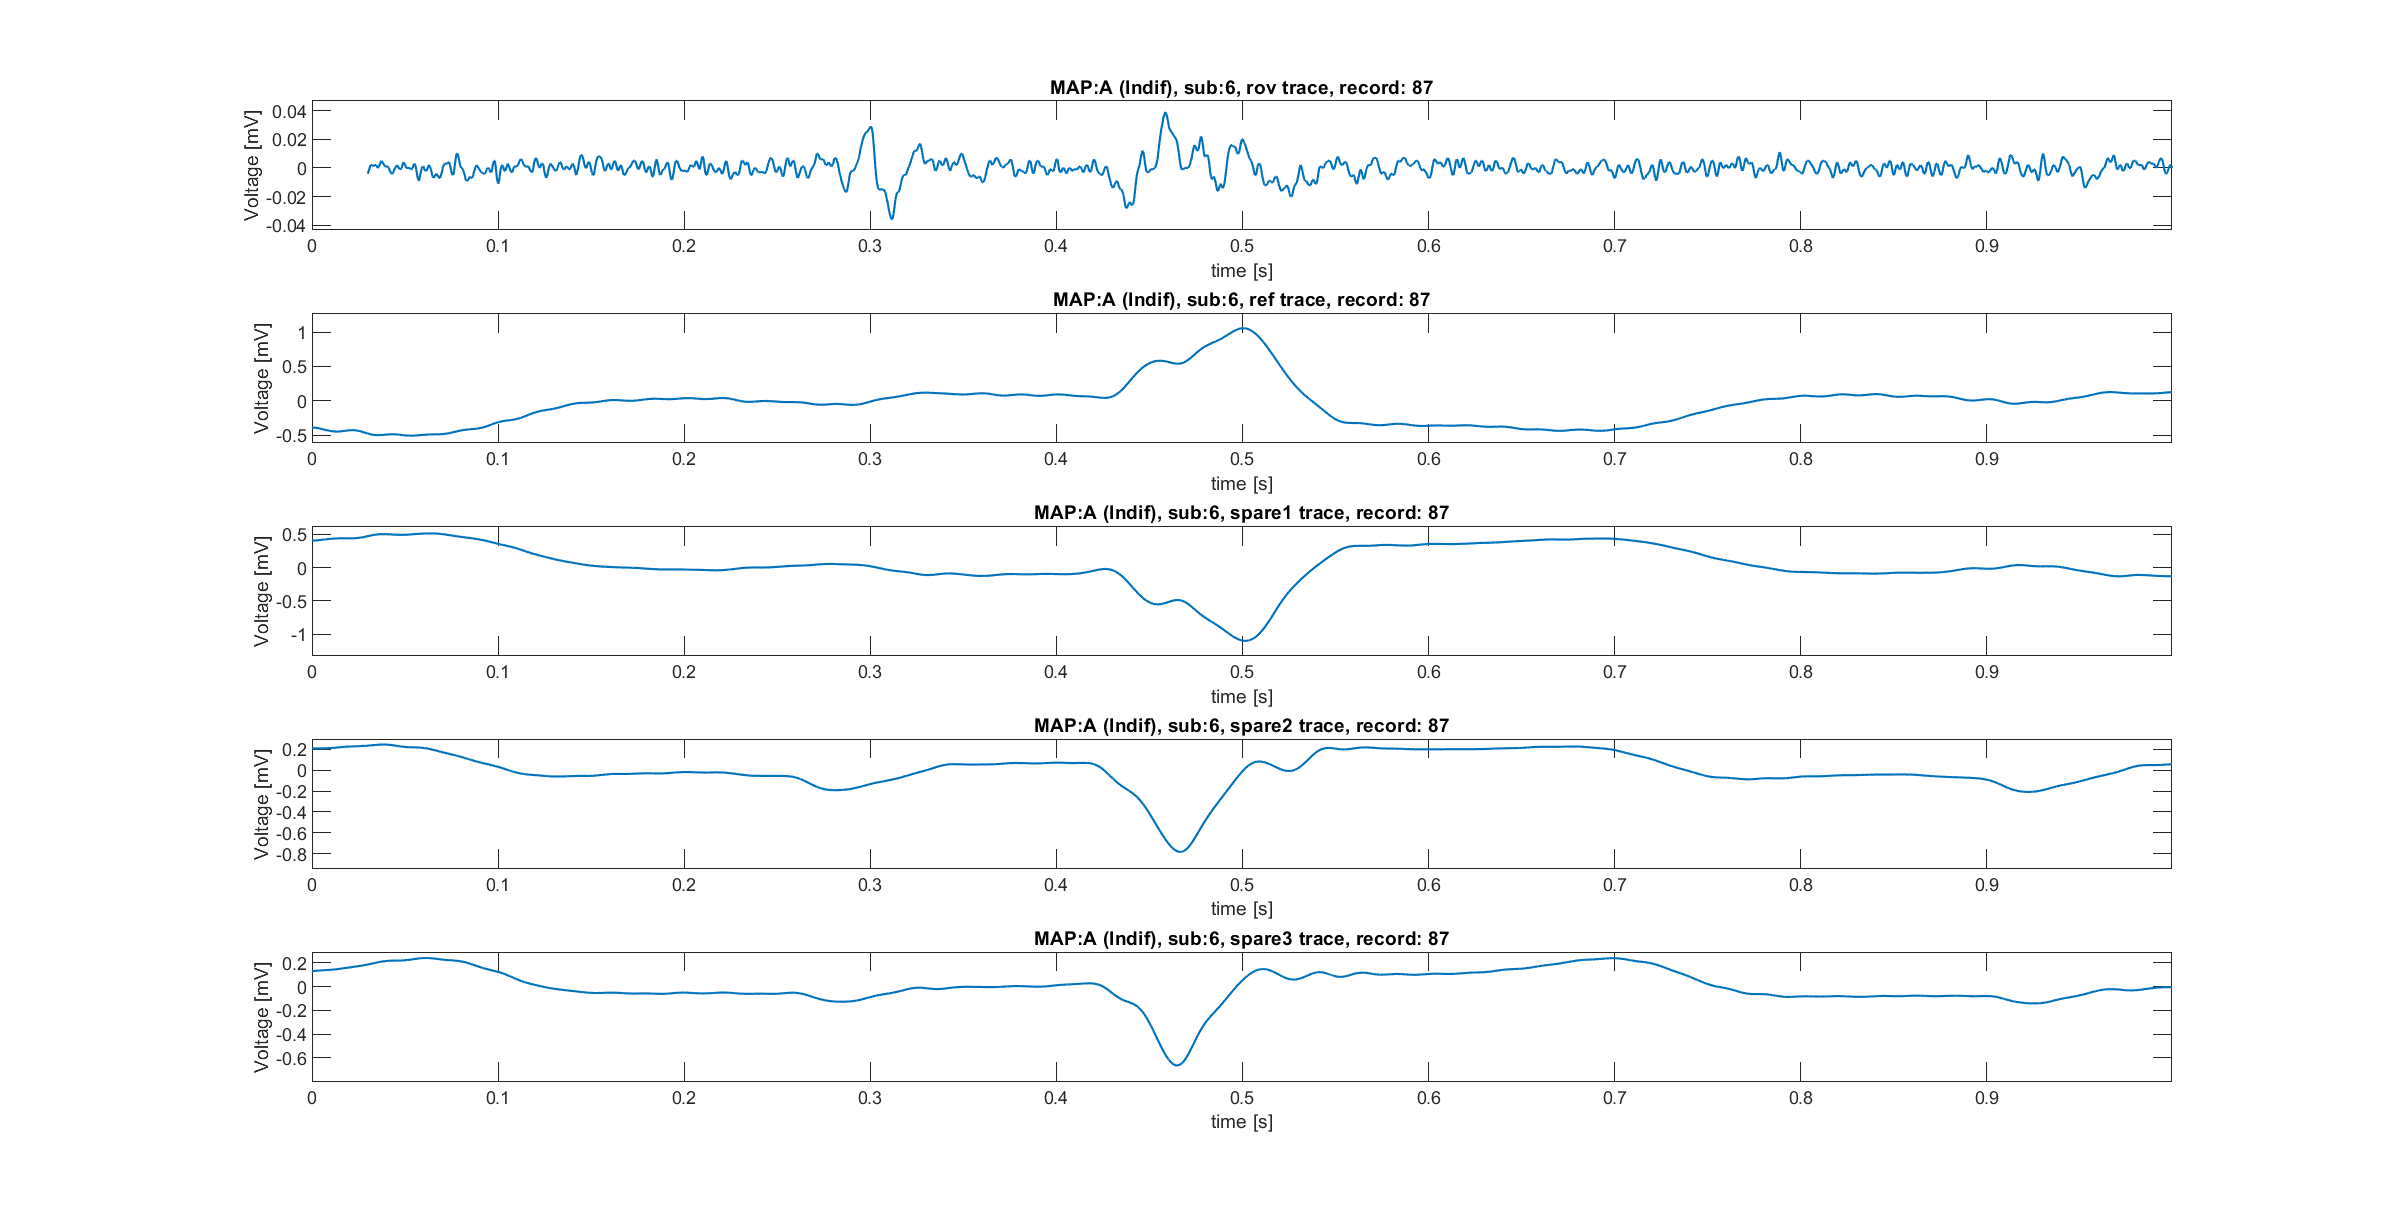 MAP:A (Indif), sub:6, rov trace, record: 87
Voltage [mV]
0.04
0.02
0
-0.02
-0.04
0 0.1 0.2 0.3 0.4 0.5 0.6 0.7 0.8 0.9
time [s]
MAP:A (Indif), sub:6, ref trace, record: 87
Voltage [mV]
1
0.5
0
-0.5
0 0.1 0.2 0.3 0.4 0.5 0.6 0.7 0.8 0.9
time [s]
MAP:A (Indif), sub:6, spare1 trace, record: 87
Voltage [mV]
0.5
0
-0.5
-1
0 0.1 0.2 0.3 0.4 0.5 0.6 0.7 0.8 0.9
time [s]
MAP:A (Indif), sub:6, spare2 trace, record: 87
Voltage [mV]
0.2
0
-0.2
-0.4
-0.6
-0.8
0 0.1 0.2 0.3 0.4 0.5 0.6 0.7 0.8 0.9
time [s]
MAP:A (Indif), sub:6, spare3 trace, record: 87
Voltage [mV]
0.2
0
-0.2
-0.4
-0.6
0 0.1 0.2 0.3 0.4 0.5 0.6 0.7 0.8 0.9
time [s]